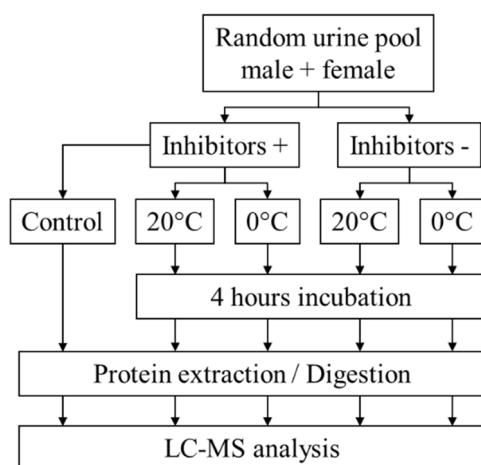 Random urine pool
male + female
Inhibitors +
Inhibitors -
Control
20°C
0°C
20°C
0°C
4 hours incubation
Protein extraction / Digestion
LC-MS analysis